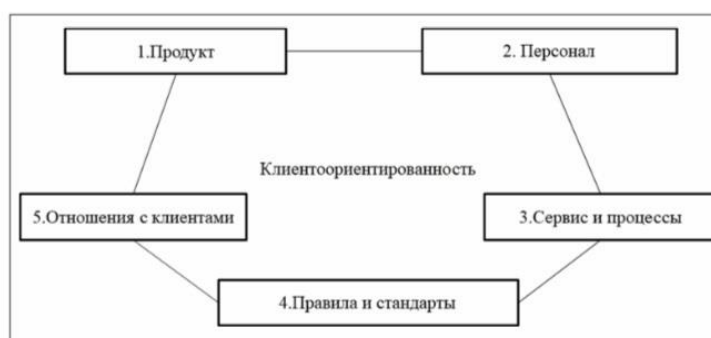 1.Продукт
2. Персонал
Клиентоориентированность
5.Отношения с клиентами
3.Сервис и процессы
4.Правила и стандарты